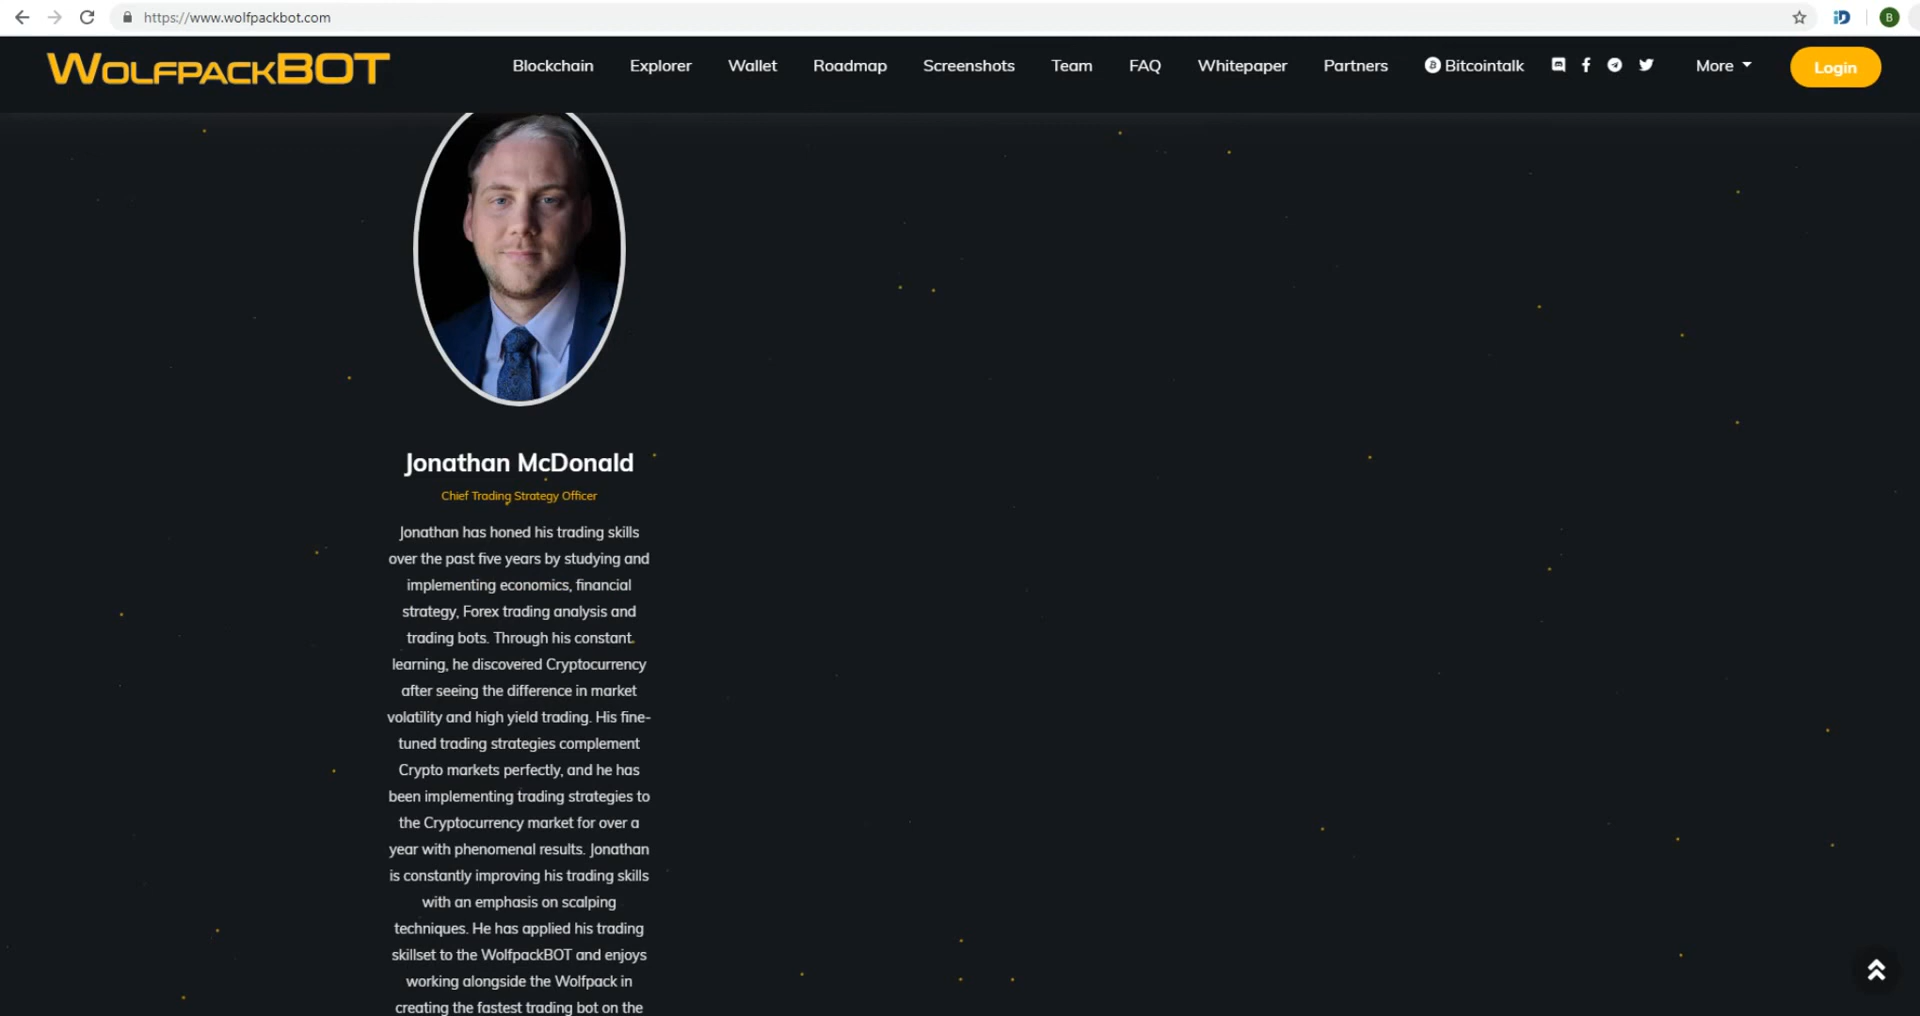 https://www.wolfpackbot.com
B
WOLFPACKBOT
Blockchain Explorer Wallet Roadmap Screenshots Team FAQ Whitepaper Partners Bitcointalk More Login
Jonathan McDonald
Chief Trading Strategy Officer
Jonathan has honed his trading skills
over the past five years by studying and
implementing economics, financial
strategy, Forex trading analysis and
trading bots. Through his constant
learning, he discovered Cryptocurrency
after seeing the difference in market
volatility and high yield trading. His fine-
tuned trading strategies complement
Crypto markets perfectly, and he has
been implementing trading strategies to
the Cryptocurrency market for over a
year with phenomenal results. Jonathan
is constantly improving his trading skills
with an emphasis on scalping
techniques. He has applied his trading
skillset to the WolfpackBOT and enjoys
working alongside the Wolfpack in
creating the fastest trading bot on the